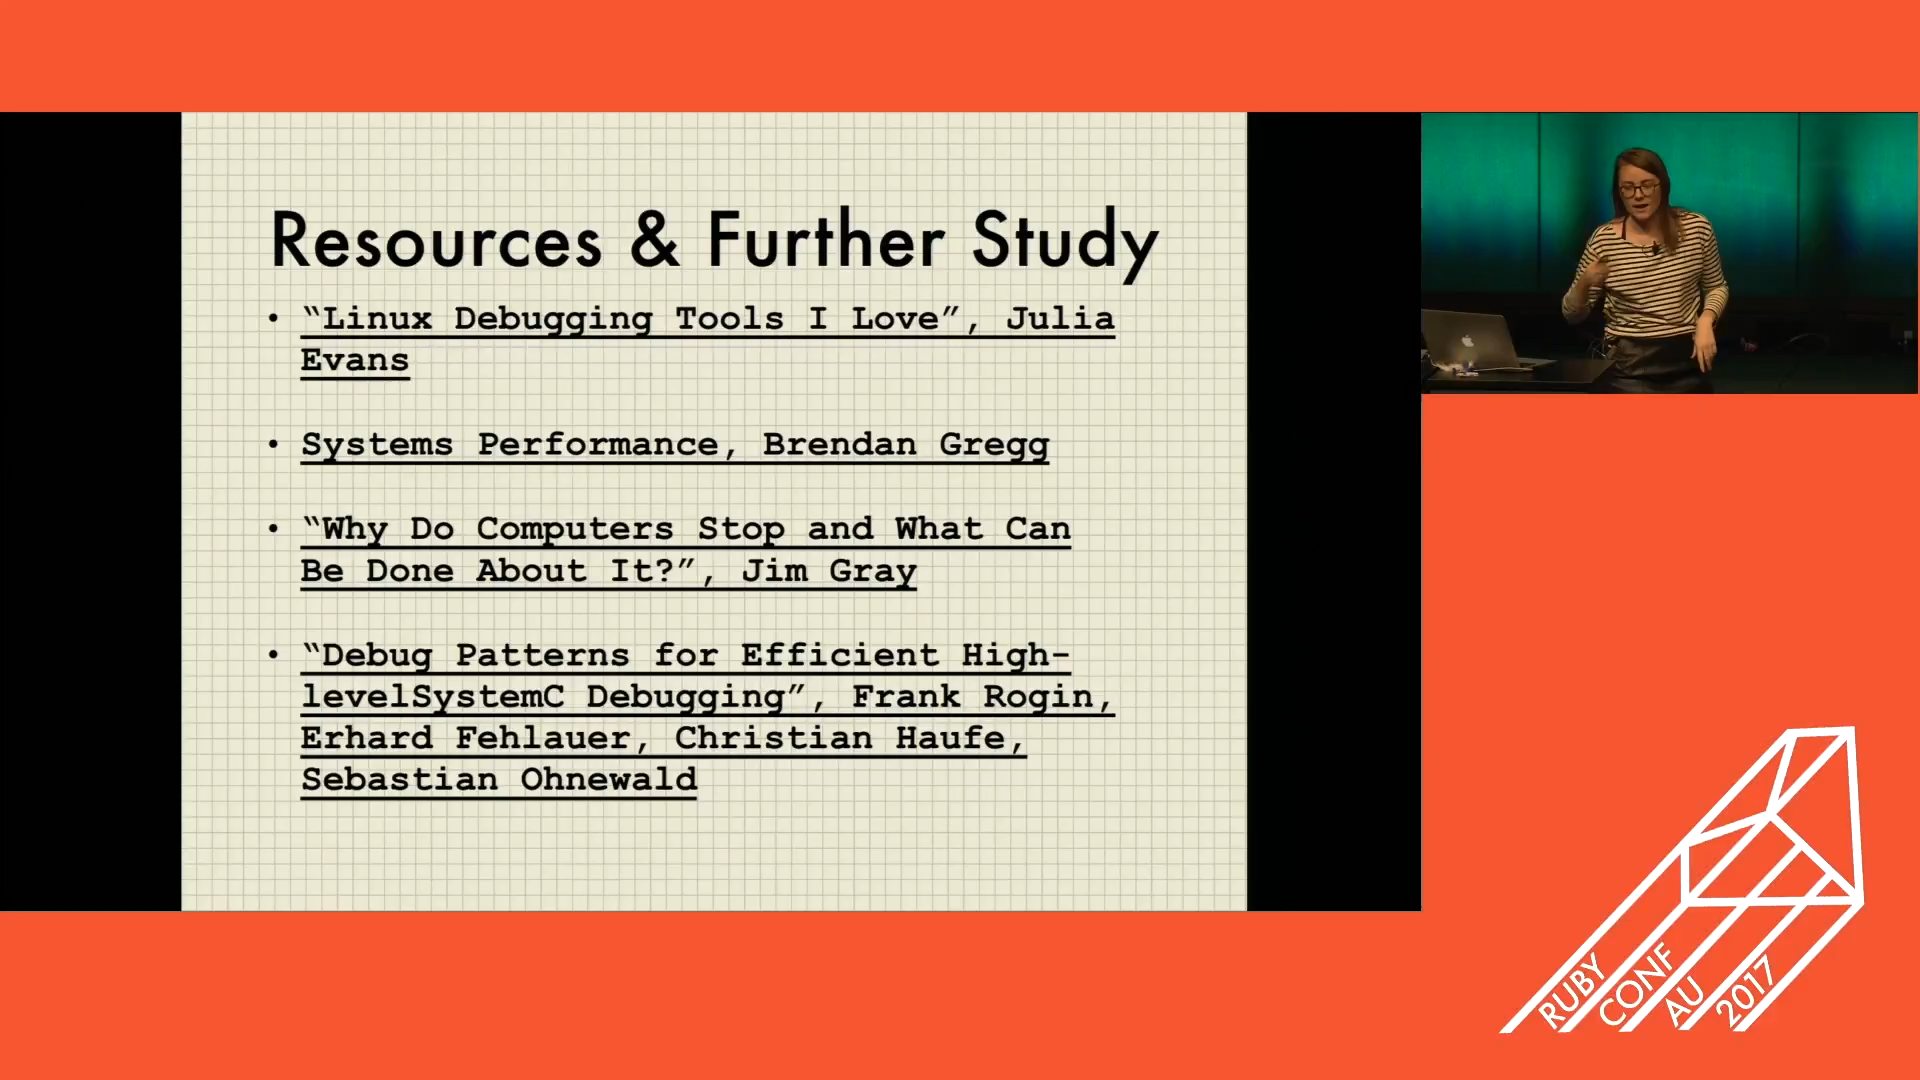 Resources & Further Study
• “Linux Debugging Tools I Love”, Julia
Evans
• Systems Performance, Brendan Gregg
• “Why Do Computers Stop and What Can
Be Done About It?”, Jim Gray
• “Debug Patterns for Efficient High-
levelSystemC Debugging”, Frank Rogin,
Erhard Fehlauer, Christian Haufe,
Sebastian Ohnewald
RUBY
CONF
AU
2017